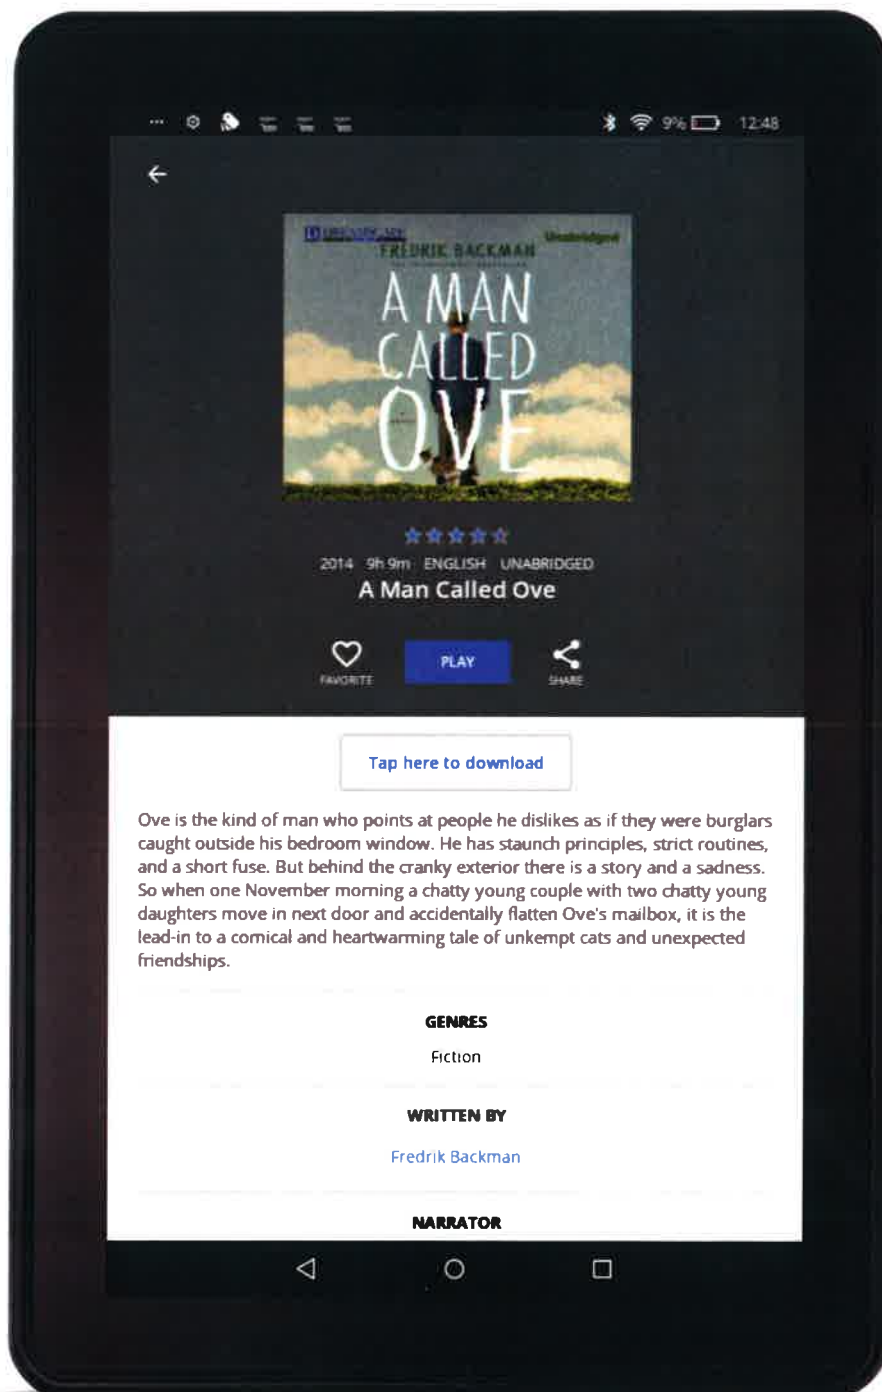 9% 12:48
DREAMSCAPE Unabridged
FREDRIK BACKMAN
A MAN
CALLED
OVE
2014 9h 9m ENGLISH UNABRIDGED
A Man Called Ove
FAVORITE PLAY SHARE
Tap here to download
Ove is the kind of man who points at people he dislikes as if they were burglars
caught outside his bedroom window. He has staunch principles, strict routines,
and a short fuse. But behind the cranky exterior there is a story and a sadness.
So when one November morning a chatty young couple with two chatty young
daughters move in next door and accidentally flatten Ove's mailbox, it is the
lead-in to a comical and heartwarming tale of unkempt cats and unexpected
friendships.
GENRES
Fiction
WRITTEN BY
Fredrik Backman
NARRATOR